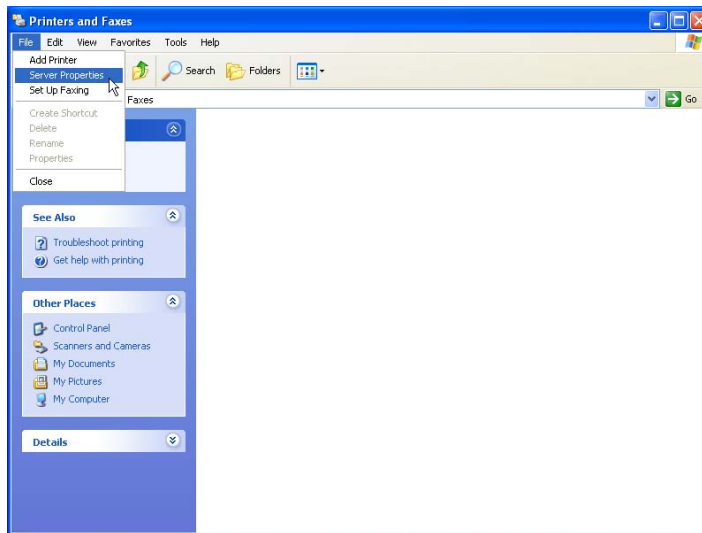 Printers and Faxes
File Edit View Favorites Tools Help
Add Printer
Server Properties
Set Up Faxing
Create Shortcut
Delete
Rename
Properties
Close
Search Folders
Faxes
Go
See Also
Troubleshoot printing
Get help with printing
Other Places
Control Panel
Scanners and Cameras
My Documents
My Pictures
My Computer
Details